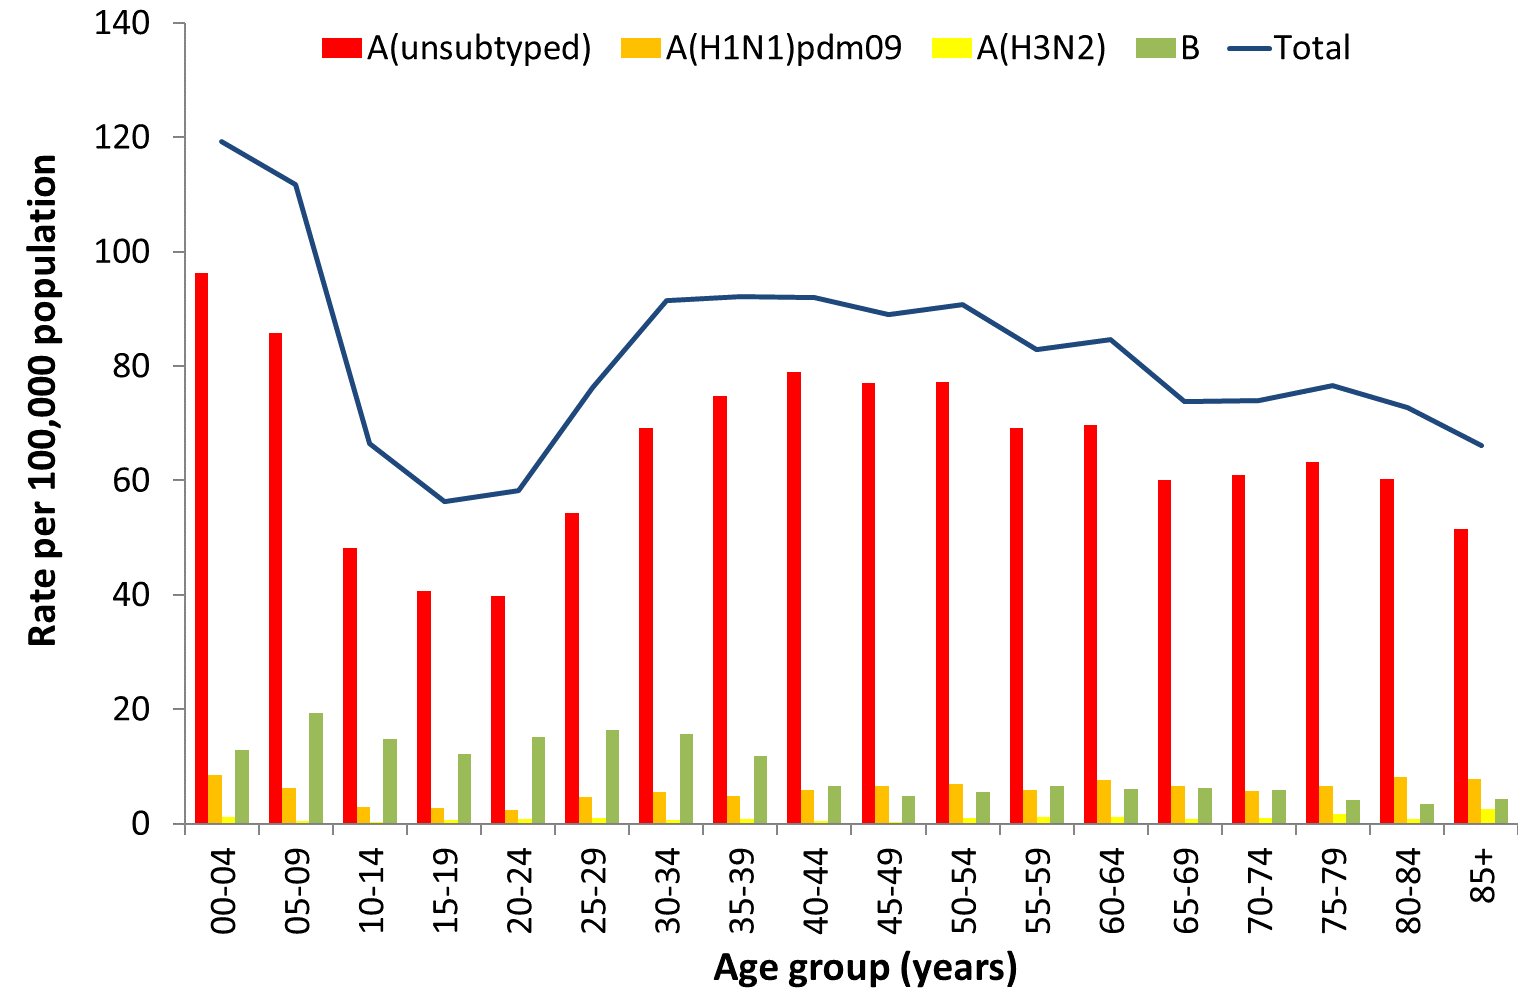 140
A(unsubtyped) A(H1N1)pdm09 A(H3N2) B Total
120
100
80
60
40
20
0
Rate per 100,000 population
00-04 05-09 10-14 15-19 20-24 25-29 30-34 35-39 40-44 45-49 50-54 55-59 60-64 65-69 70-74 75-79 80-84 85+
Age group (years)